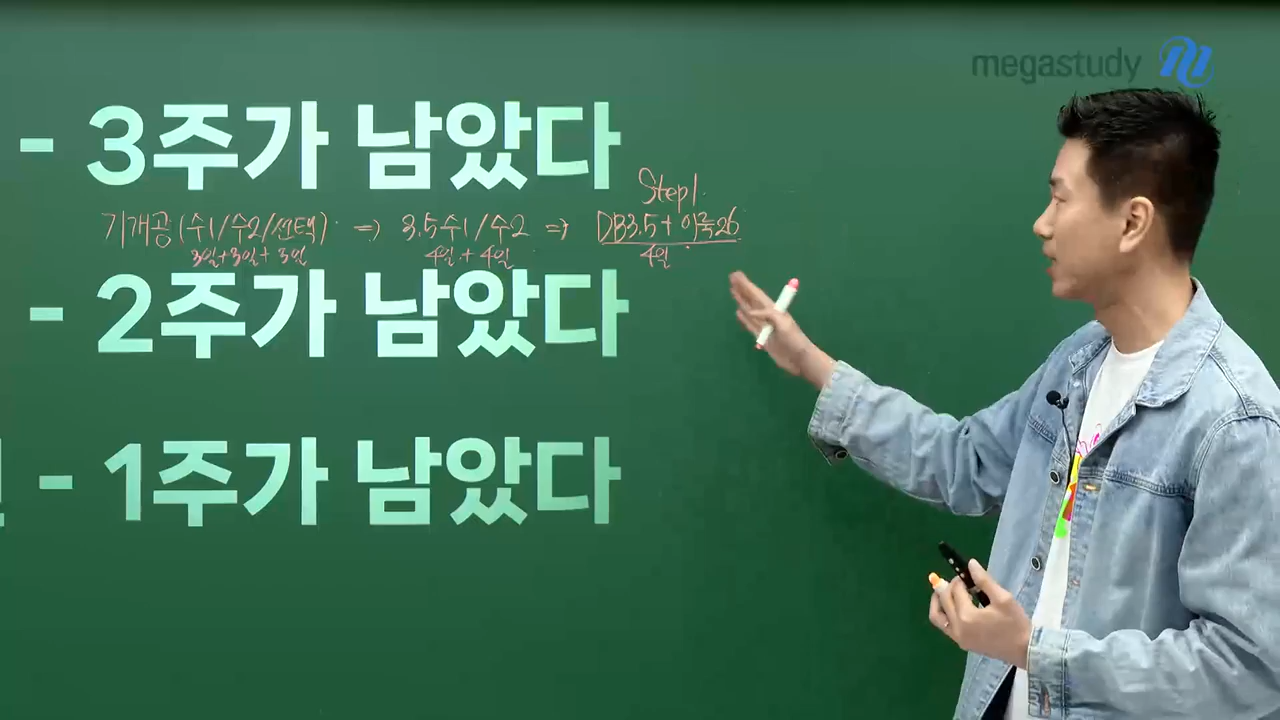 megastudy
- 3주가 남았다
Step1.
기개공 (수1/수2/선택) ⇒ 3.5수1/수2 ⇒ DB3.5+이국26
3일+3일+3일 4일+4일 4일
- 2주가 남았다
- 1주가 남았다